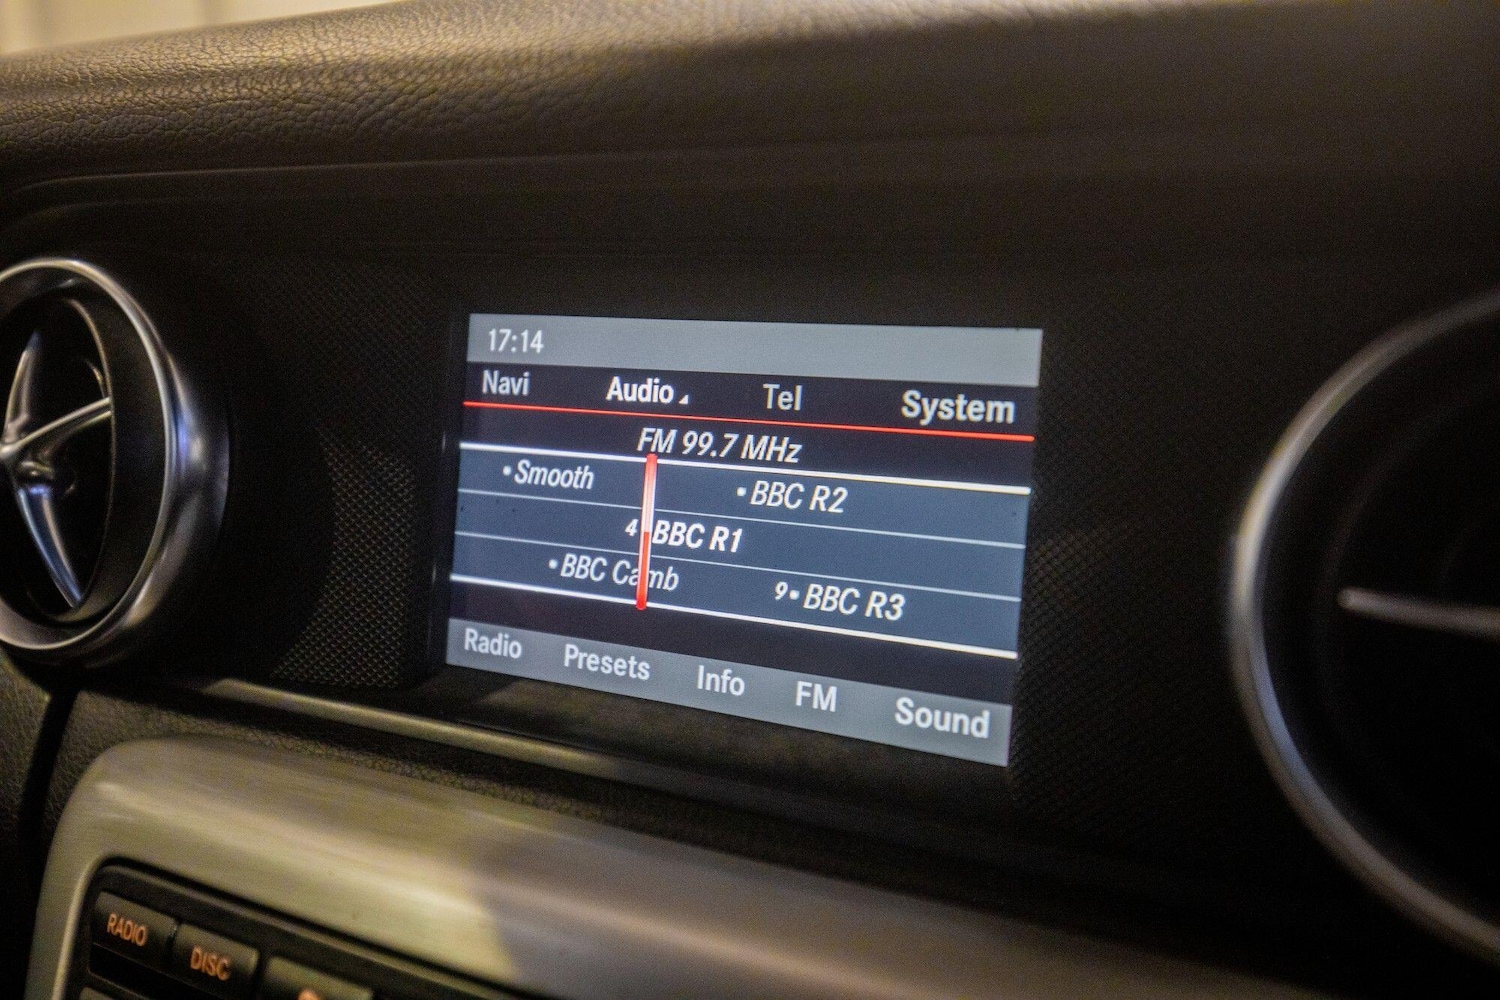 17:14
Navi Audio Tel System
FM 99.7 MHz
•Smooth •BBC R2
4 BBC R1
•BBC Camb 9•BBC R3
Radio Presets Info FM Sound
RADIO DISC